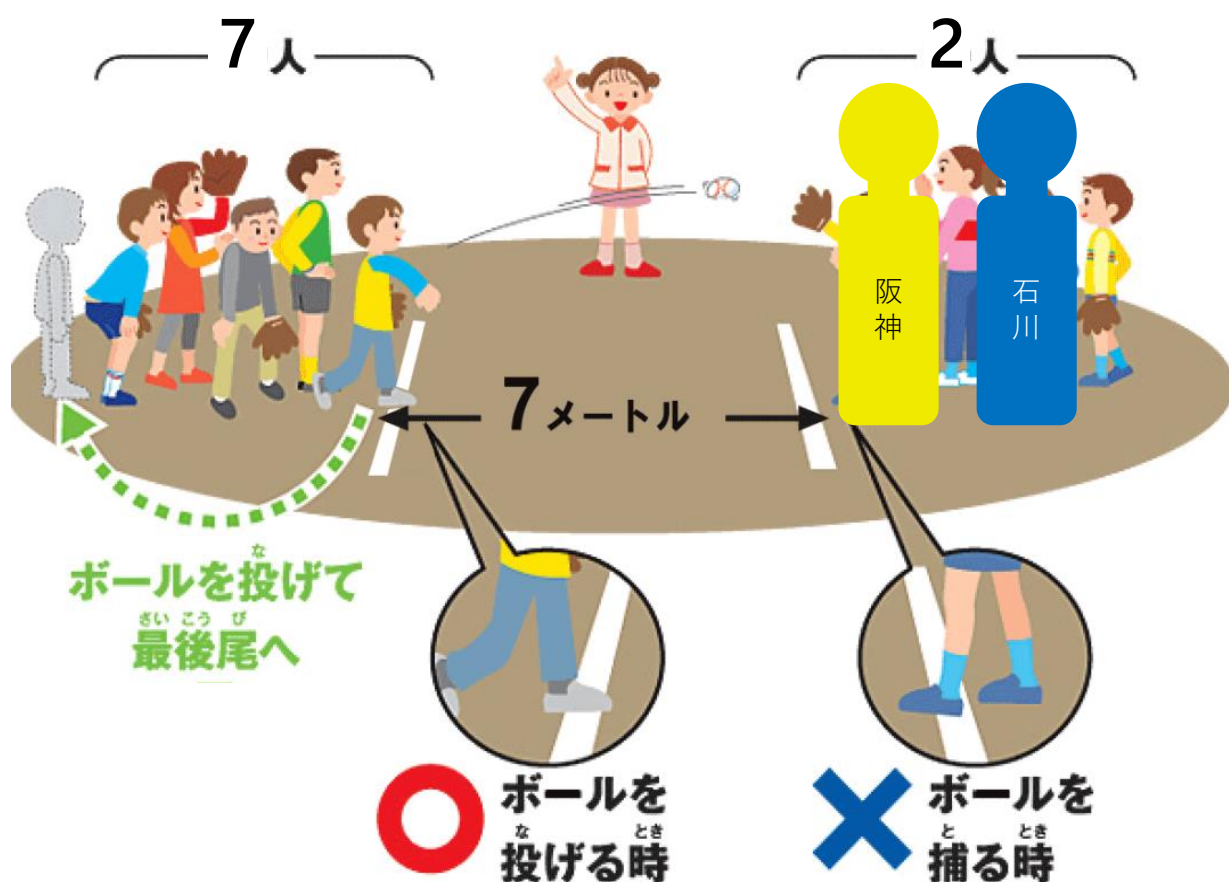 7人
2人
阪神
石川
7メートル
ボールを投げて
な
最後尾へ
さいこうび
ボールを
投げる時
な とき
ボールを
捕る時
と とき